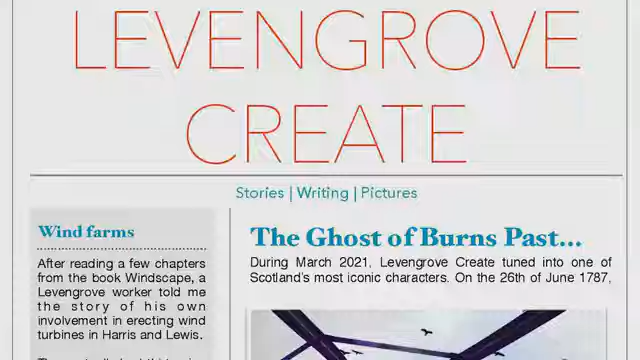 LEVENGROVE
CREATE
Stories | Writing | Pictures
Wind farms
After reading a few chapters
from the book Windscape, a
Levengrove worker told me
the story of his own
involvement in erecting wind
turbines in Harris and Lewis.
The Ghost of Burns Past...
During March 2021, Levengrove Create tuned into one of
Scotland's most iconic characters. On the 26th of June 1787,